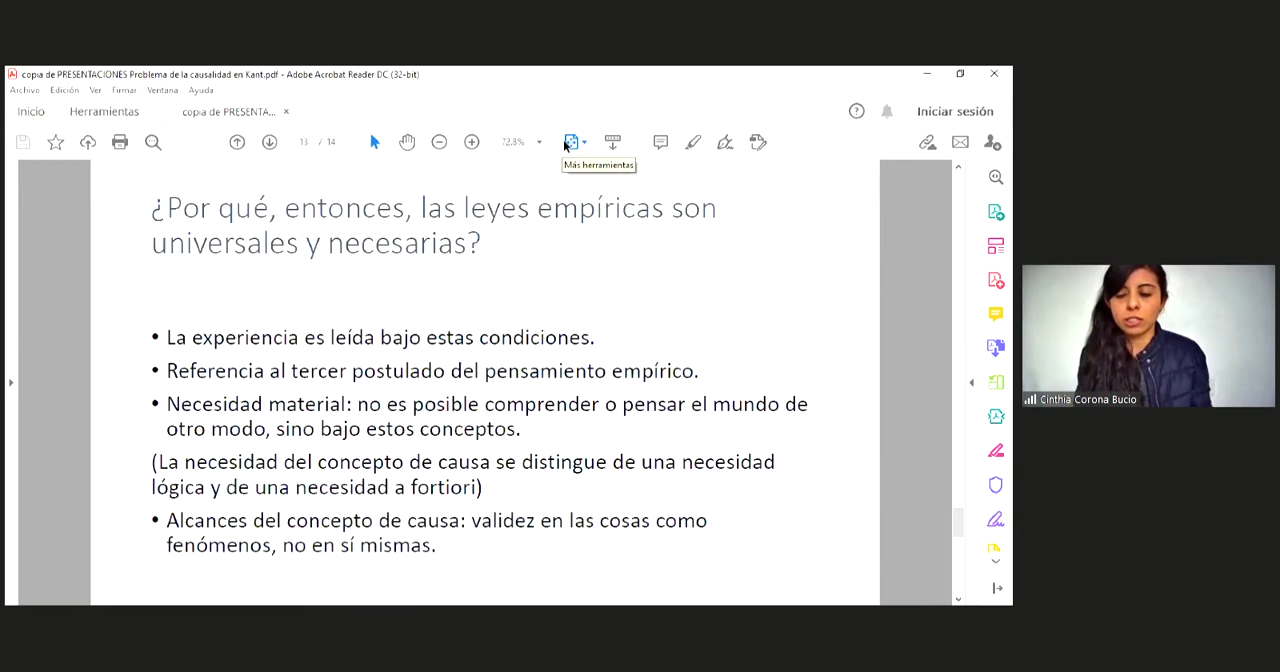 copia de PRESENTACIONES Problema de la causalidad en Kant.pdf - Adobe Acrobat Reader DC (32-bit)
Archivo Edición Ver Firmar Ventana Ayuda
Inicio Herramientas copia de PRESENTA... × Iniciar sesión
13 / 14 72.8%
Más herramientas
¿Por qué, entonces, las leyes empíricas son
universales y necesarias?
• La experiencia es leída bajo estas condiciones.
• Referencia al tercer postulado del pensamiento empírico.
• Necesidad material: no es posible comprender o pensar el mundo de
otro modo, sino bajo estos conceptos.
(La necesidad del concepto de causa se distingue de una necesidad
lógica y de una necesidad a fortiori)
• Alcances del concepto de causa: validez en las cosas como
fenómenos, no en sí mismas.
Cinthia Corona Bucio